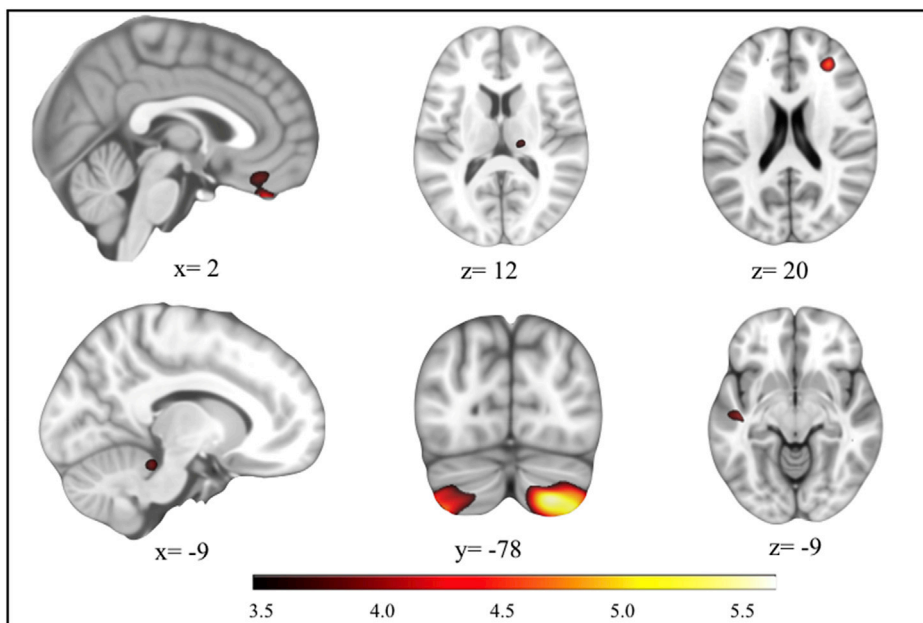 x= 2
z= 12
z= 20
x= -9
y= -78
z= -9
3.5 4.0 4.5 5.0 5.5